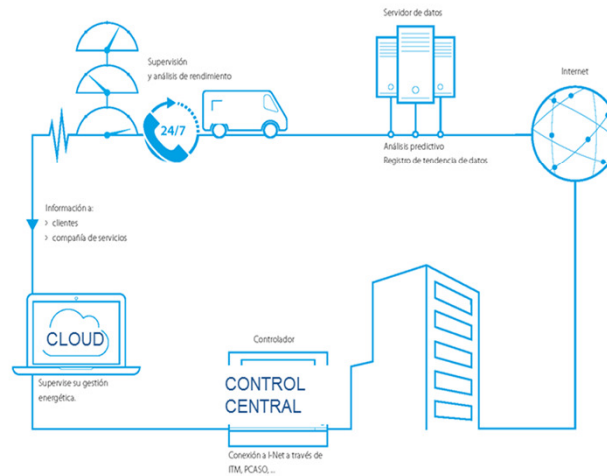 Servidor de datos
Supervisión
y análisis de rendimiento
Internet
24/7
Análisis predictivo
Registro de tendencia de datos
Información a:
> clientes
> compañía de servicios
CLOUD
Supervise su gestión
energética.
Controlador
CONTROL
CENTRAL
Conexión a I-Net a través de
ITM, PCASO, ...